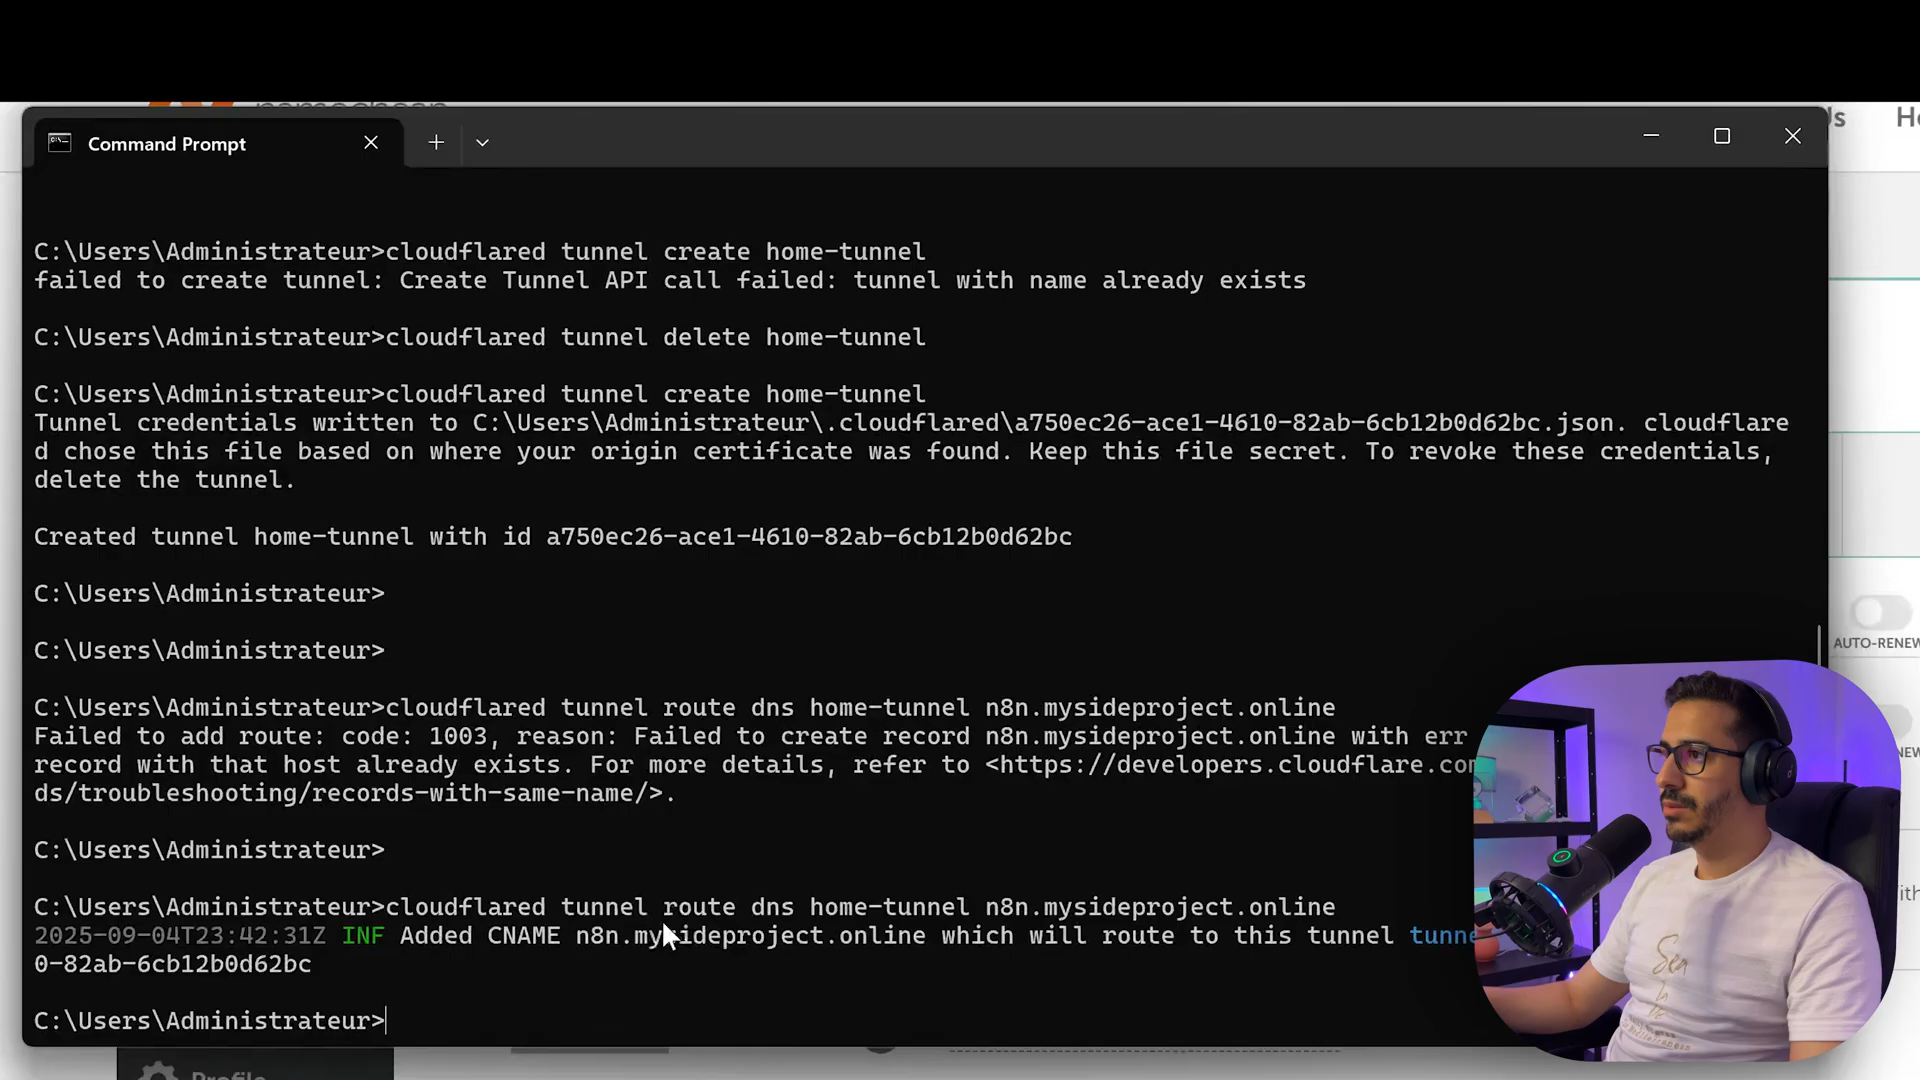 namecheap
Us
Command Prompt
C:\Users\Administrateur>cloudflared tunnel create home-tunnel
failed to create tunnel: Create Tunnel API call failed: tunnel with name already exists
C:\Users\Administrateur>cloudflared tunnel delete home-tunnel
C:\Users\Administrateur>cloudflared tunnel create home-tunnel
Tunnel credentials written to C:\Users\Administrateur\.cloudflared\a750ec26-ace1-4610-82ab-6cb12b0d62bc.json. cloudflare
d chose this file based on where your origin certificate was found. Keep this file secret. To revoke these credentials,
delete the tunnel.
Created tunnel home-tunnel with id a750ec26-ace1-4610-82ab-6cb12b0d62bc
C:\Users\Administrateur>
C:\Users\Administrateur>
AUTO-RENEW
C:\Users\Administrateur>cloudflared tunnel route dns home-tunnel n8n.mysideproject.online
Failed to add route: code: 1003, reason: Failed to create record n8n.mysideproject.online with err
record with that host already exists. For more details, refer to <https://developers.cloudflare.co
ds/troubleshooting/records-with-same-name/>.
C:\Users\Administrateur>
C:\Users\Administrateur>cloudflared tunnel route dns home-tunnel n8n.mysideproject.online
2025-09-04T23:42:31Z INF Added CNAME n8n.mysideproject.online which will route to this tunnel tunne
0-82ab-6cb12b0d62bc
C:\Users\Administrateur>
Profile